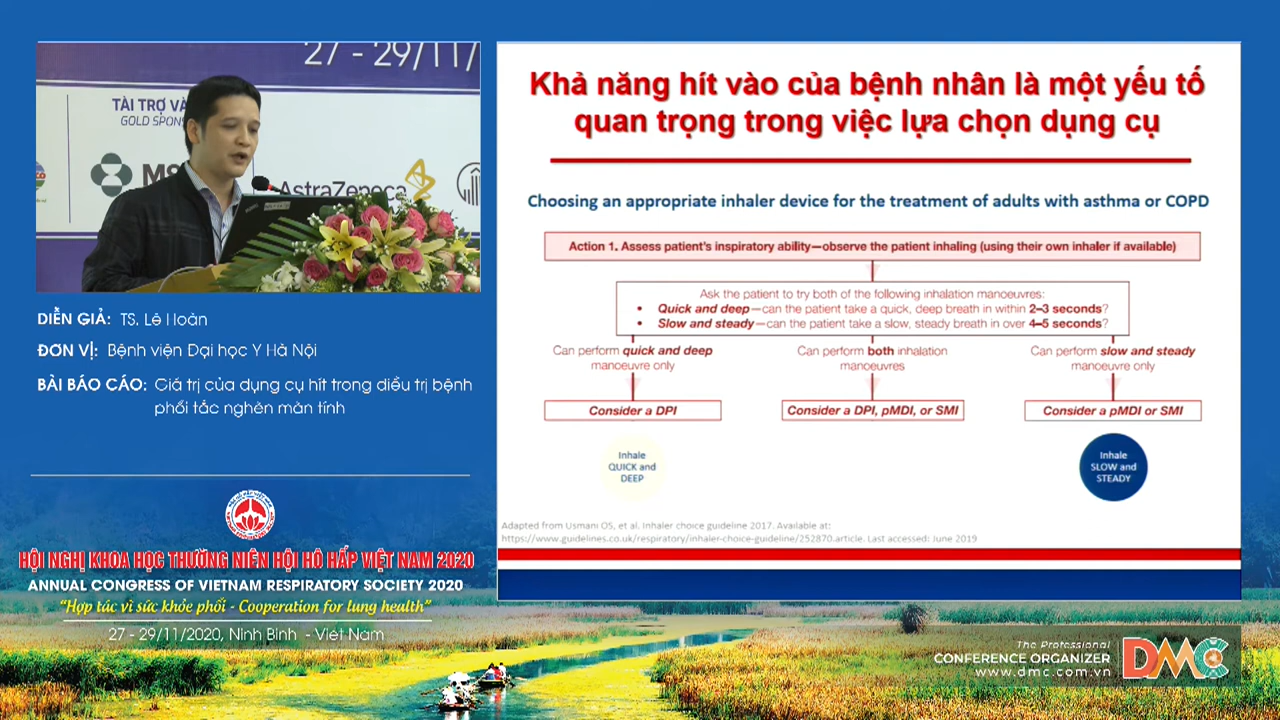 27 - 29/11/
TÀI TRỢ VÀ
GOLD SPONS
MS
AstraZeneca
DIỄN GIẢ: TS. Lê Hoàn
ĐƠN VỊ: Bệnh viện Đại học Y Hà Nội
BÀI BÁO CÁO: Giá trị của dụng cụ hít trong điều trị bệnh
phổi tắc nghẽn mãn tính
HỘI NGHỊ KHOA HỌC THƯỜNG NIÊN HỘI HÔ HẤP VIỆT NAM 2020
ANNUAL CONGRESS OF VIETNAM RESPIRATORY SOCIETY 2020
“Hợp tác vì sức khỏe phổi - Cooperation for lung health”
27 - 29/11/2020, Ninh Bình - Việt Nam
Khả năng hít vào của bệnh nhân là một yếu tố
quan trọng trong việc lựa chọn dụng cụ
Choosing an appropriate inhaler device for the treatment of adults with asthma or COPD
Action 1. Assess patient's inspiratory ability—observe the patient inhaling (using their own inhaler if available)
Ask the patient to try both of the following inhalation manoeuvres:
• Quick and deep—can the patient take a quick, deep breath in within 2–3 seconds?
• Slow and steady—can the patient take a slow, steady breath in over 4–5 seconds?
Can perform quick and deep
manoeuvre only
Can perform both inhalation
manoeuvres
Can perform slow and steady
manoeuvre only
Consider a DPI
Consider a DPI, pMDI, or SMI
Consider a pMDI or SMI
Inhale
QUICK and
DEEP
Inhale
SLOW and
STEADY
Adapted from Usmani OS, et al. Inhaler choice guideline 2017. Available at:
https://www.guidelines.co.uk/respiratory/inhaler-choice-guideline/252870.article. Last accessed: June 2019
The Professional
CONFERENCE ORGANIZER
www.dmc.com.vn
DMC